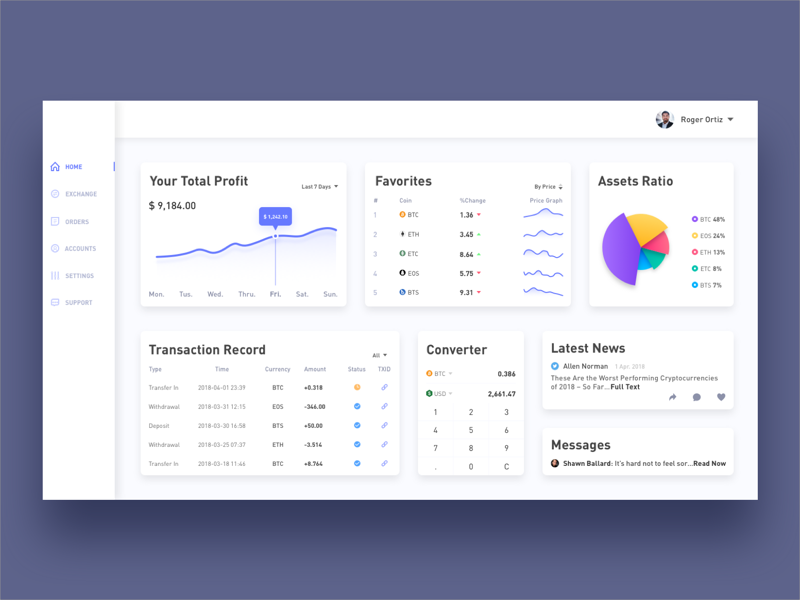 Roger Ortiz
HOME
EXCHANGE
ORDERS
ACCOUNTS
SETTINGS
SUPPORT
Your Total Profit
Last 7 Days
$ 9,184.00
$ 1,242.10
Mon. Tus. Wed. Thru. Fri. Sat. Sun.
Favorites
By Price
# Coin %Change Price Graph
1 BTC 1.36
2 ETH 3.45
3 ETC 8.64
4 EOS 5.75
5 BTS 9.31
Assets Ratio
BTC 48%
EOS 24%
ETH 13%
ETC 8%
BTS 7%
Transaction Record
All
Type Time Currency Amount Status TXID
Transfer In 2018-04-01 23:39 BTC +0.318
Withdrawal 2018-03-31 12:15 EOS -346.00
Deposit 2018-03-30 16:58 BTS +50.00
Withdrawal 2018-03-25 07:37 ETH -3.514
Transfer In 2018-03-18 11:46 BTC +8.764
Converter
BTC 0.386
USD 2,661.47
1 2 3
4 5 6
7 8 9
. 0 C
Latest News
Allen Norman 1 Apr. 2018
These Are the Worst Performing Cryptocurrencies
of 2018 – So Far...Full Text
Messages
Shawn Ballard: It's hard not to feel sor...Read Now